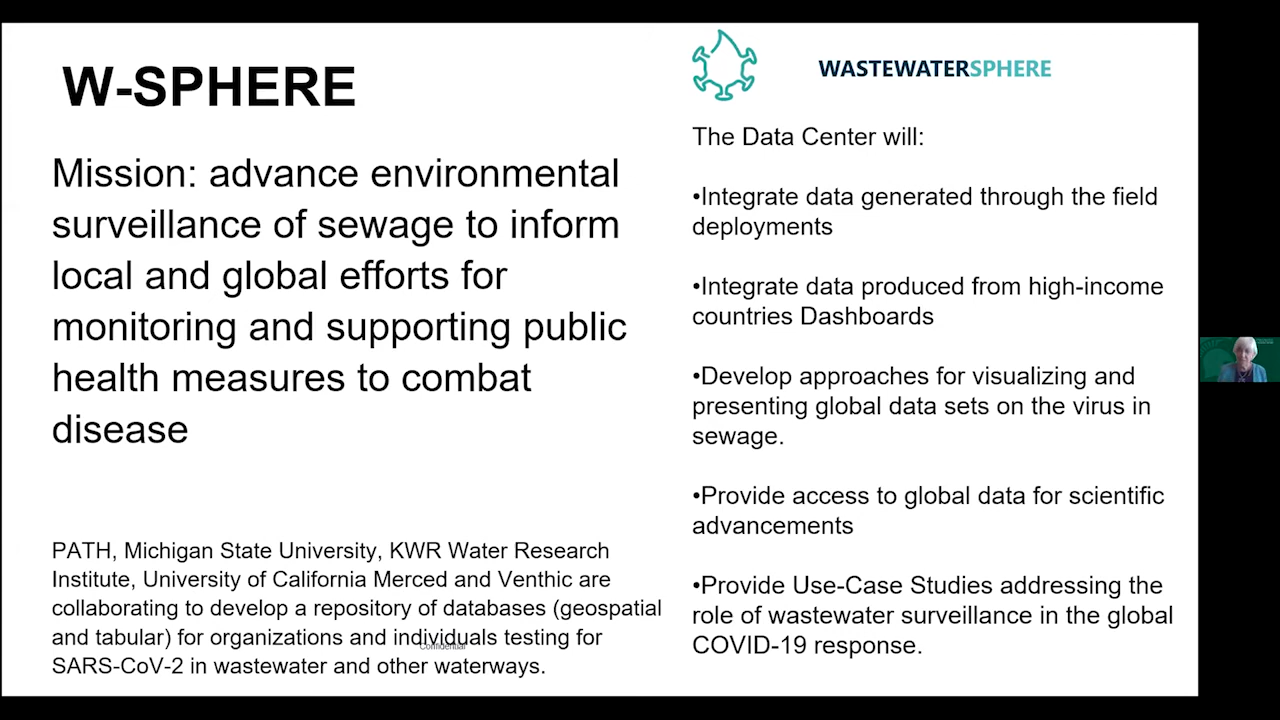 W-SPHERE
Mission: advance environmental
surveillance of sewage to inform
local and global efforts for
monitoring and supporting public
health measures to combat
disease
PATH, Michigan State University, KWR Water Research
Institute, University of California Merced and Venthic are
collaborating to develop a repository of databases (geospatial
and tabular) for organizations and individuals testing for
Confidential
SARS-CoV-2 in wastewater and other waterways.
WASTEWATERSPHERE
The Data Center will:
•Integrate data generated through the field
deployments
•Integrate data produced from high-income
countries Dashboards
•Develop approaches for visualizing and
presenting global data sets on the virus in
sewage.
•Provide access to global data for scientific
advancements
•Provide Use-Case Studies addressing the
role of wastewater surveillance in the global
COVID-19 response.